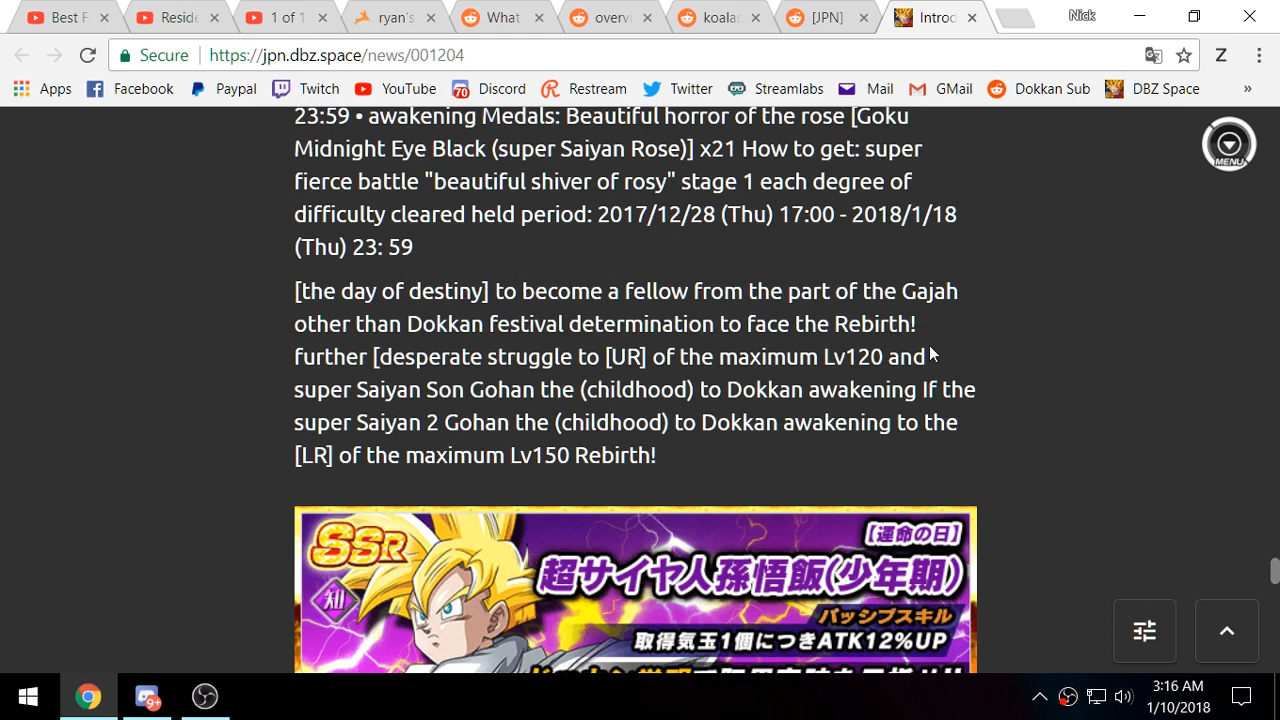 Best F
Resid
1 of 1
ryan's
What
overv
koalas
[JPN]
Introd
Nick
Secure
https://jpn.dbz.space/news/001204
Z
Apps
Facebook
Paypal
Twitch
YouTube
70
Discord
Restream
Twitter
Streamlabs
Mail
GMail
Dokkan Sub
DBZ Space
»
23:59 • awakening Medals: Beautiful horror of the rose [Goku
Midnight Eye Black (super Saiyan Rose)] x21 How to get: super
fierce battle "beautiful shiver of rosy" stage 1 each degree of
difficulty cleared held period: 2017/12/28 (Thu) 17:00 - 2018/1/18
(Thu) 23: 59
MENU
[the day of destiny] to become a fellow from the part of the Gajah
other than Dokkan festival determination to face the Rebirth!
further [desperate struggle to [UR] of the maximum Lv120 and
super Saiyan Son Gohan the (childhood) to Dokkan awakening If the
super Saiyan 2 Gohan the (childhood) to Dokkan awakening to the
[LR] of the maximum Lv150 Rebirth!
SSR
【運命の日】
超サイヤ人孫悟飯(少年期)
知
パッシブスキル
取得気玉1個につきATK12%UP
9+
3:16 AM
1/10/2018